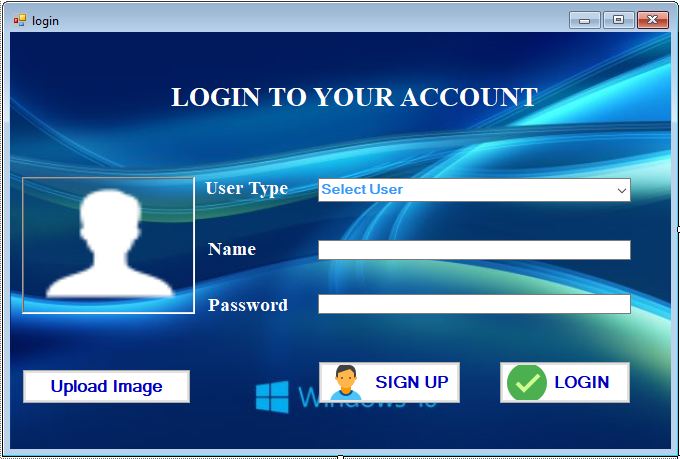 login
LOGIN TO YOUR ACCOUNT
User Type
Select User
Name
Password
Upload Image
SIGN UP
LOGIN